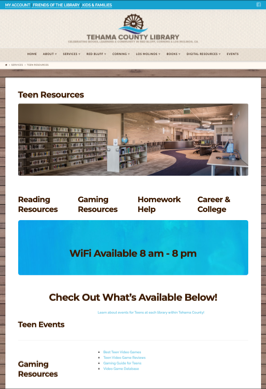 MY ACCOUNT FRIENDS OF THE LIBRARY KIDS & FAMILIES
TEHAMA COUNTY LIBRARY
HOME ABOUT SERVICES RED BLUFF CORNING LOS MOLINOS BOOKS DIGITAL RESOURCES EVENTS
SERVICES TEEN RESOURCES
Teen Resources
Reading Resources
Gaming Resources
Homework Help
Career & College
WiFi Available 8 am - 8 pm
Check Out What's Available Below!
Learn about events for Teens at each library within Tehama County!
Teen Events
Gaming Resources
Best Teen Video Games
Teen Video Game Reviews
Gaming Guide for Teens
Video Game Database